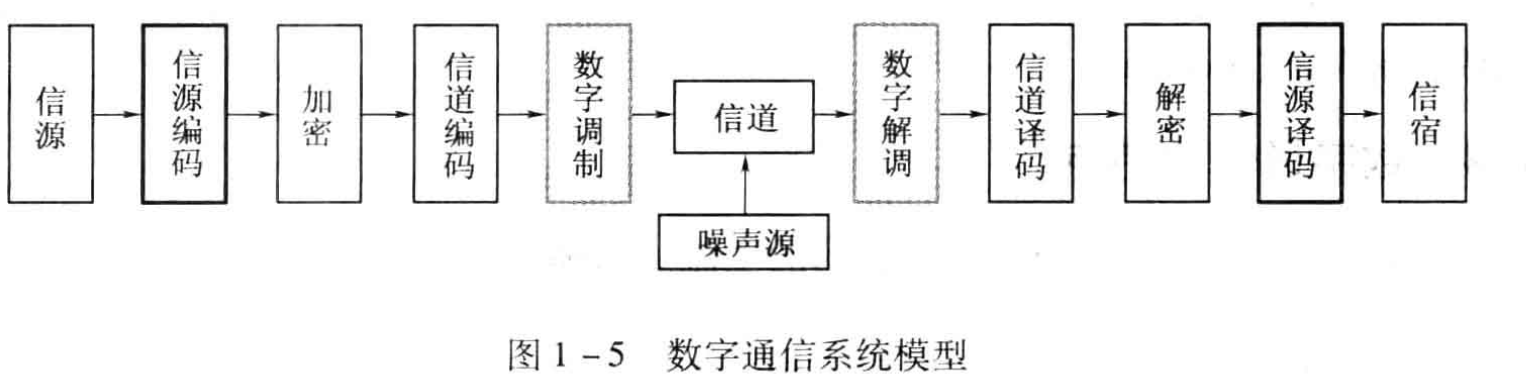 信源
信源编码
加密
信道编码
数字调制
信道
数字解调
信道译码
解密
信源译码
信宿
噪声源
图 1-5 数字通信系统模型